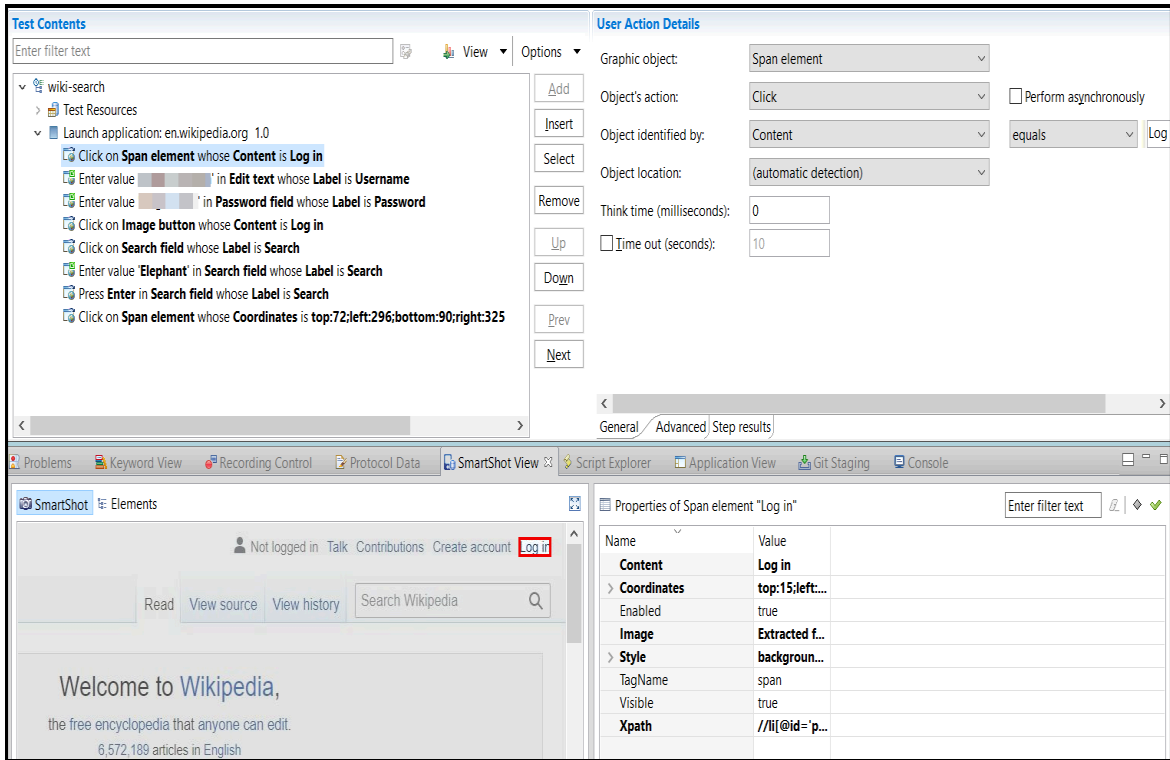 Test Contents
Enter filter text
View
Options
wiki-search
Test Resources
Launch application: en.wikipedia.org 1.0
Click on Span element whose Content is Log in
Enter value ' in Edit text whose Label is Username
Enter value ' in Password field whose Label is Password
Click on Image button whose Content is Log in
Click on Search field whose Label is Search
Enter value 'Elephant' in Search field whose Label is Search
Press Enter in Search field whose Label is Search
Click on Span element whose Coordinates is top:72;left:296;bottom:90;right:325
Add
Insert
Select
Remove
Up
Down
Prev
Next
User Action Details
Graphic object: Span element
Object's action: Click Perform asynchronously
Object identified by: Content equals Log
Object location: (automatic detection)
Think time (milliseconds): 0
Time out (seconds): 10
General Advanced Step results
Problems Keyword View Recording Control Protocol Data SmartShot View Script Explorer Application View Git Staging Console
SmartShot Elements
Not logged in Talk Contributions Create account Log in
Read View source View history Search Wikipedia
Welcome to Wikipedia,
the free encyclopedia that anyone can edit.
6,572,189 articles in English
Properties of Span element "Log in" Enter filter text
Name Value
Content Log in
Coordinates top:15;left:...
Enabled true
Image Extracted f...
Style backgroun...
TagName span
Visible true
Xpath //li[@id='p...